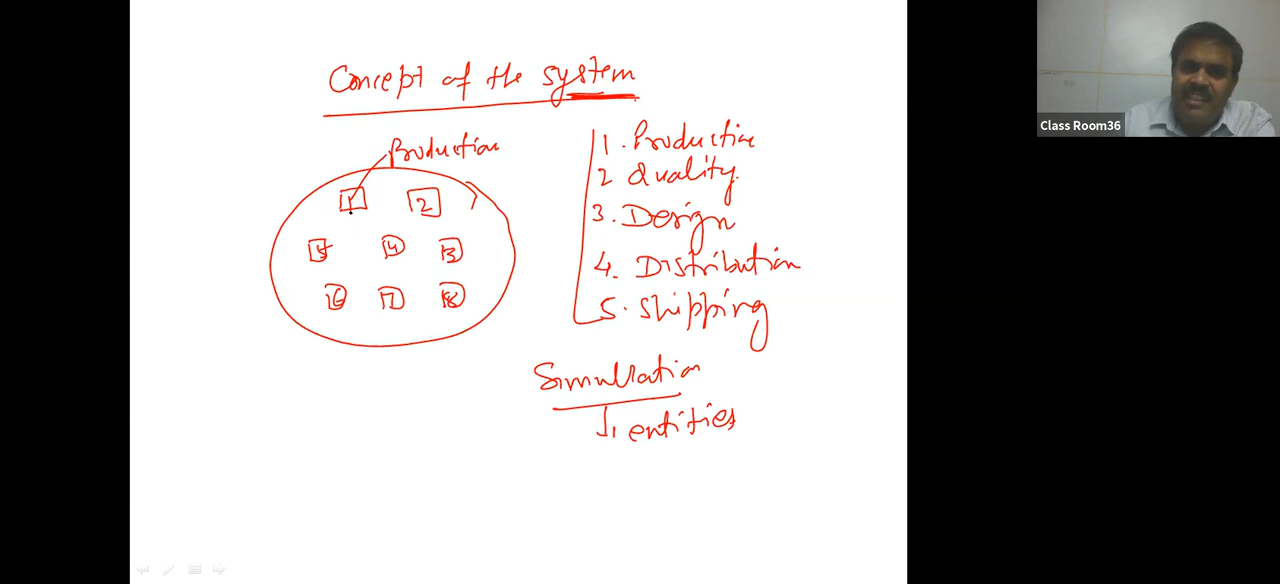 Concept of the system
Production
1 2
5 4 3
6 7 8
1. Production
2 Quality.
3. Design
4. Distribution
5. Shipping
Simulation
entities
Class Room36